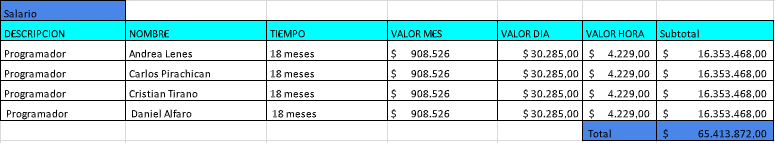 Salario
DESCRIPCION NOMBRE TIEMPO VALOR MES VALOR DIA VALOR HORA Subtotal
Programador Andrea Lenes 18 meses $ 908.526 $ 30.285,00 $ 4.229,00 $ 16.353.468,00
Programador Carlos Pirachican 18 meses $ 908.526 $ 30.285,00 $ 4.229,00 $ 16.353.468,00
Programador Cristian Tirano 18 meses $ 908.526 $ 30.285,00 $ 4.229,00 $ 16.353.468,00
Programador Daniel Alfaro 18 meses $ 908.526 $ 30.285,00 $ 4.229,00 $ 16.353.468,00
Total $ 65.413.872,00